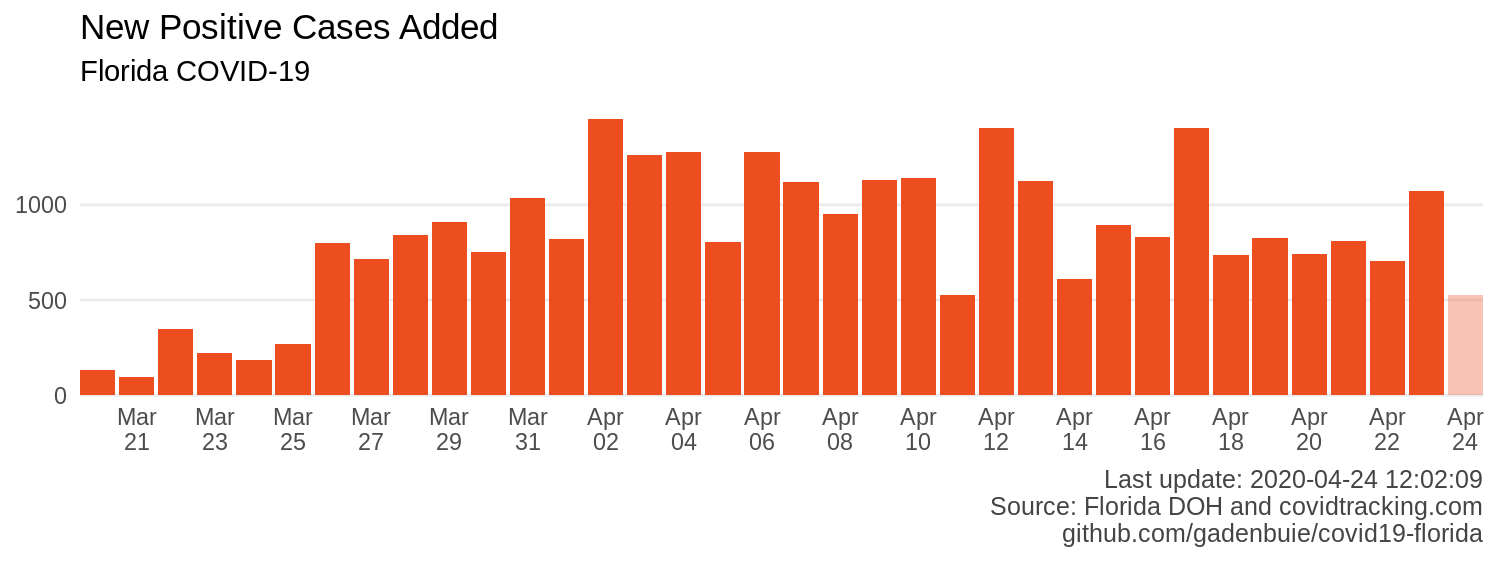 New Positive Cases Added
Florida COVID-19
1000
500
0
Mar Mar Mar Mar Mar Mar Apr Apr Apr Apr Apr Apr Apr Apr Apr Apr Apr Apr
21 23 25 27 29 31 02 04 06 08 10 12 14 16 18 20 22 24
Last update: 2020-04-24 12:02:09
Source: Florida DOH and covidtracking.com
github.com/gadenbuie/covid19-florida